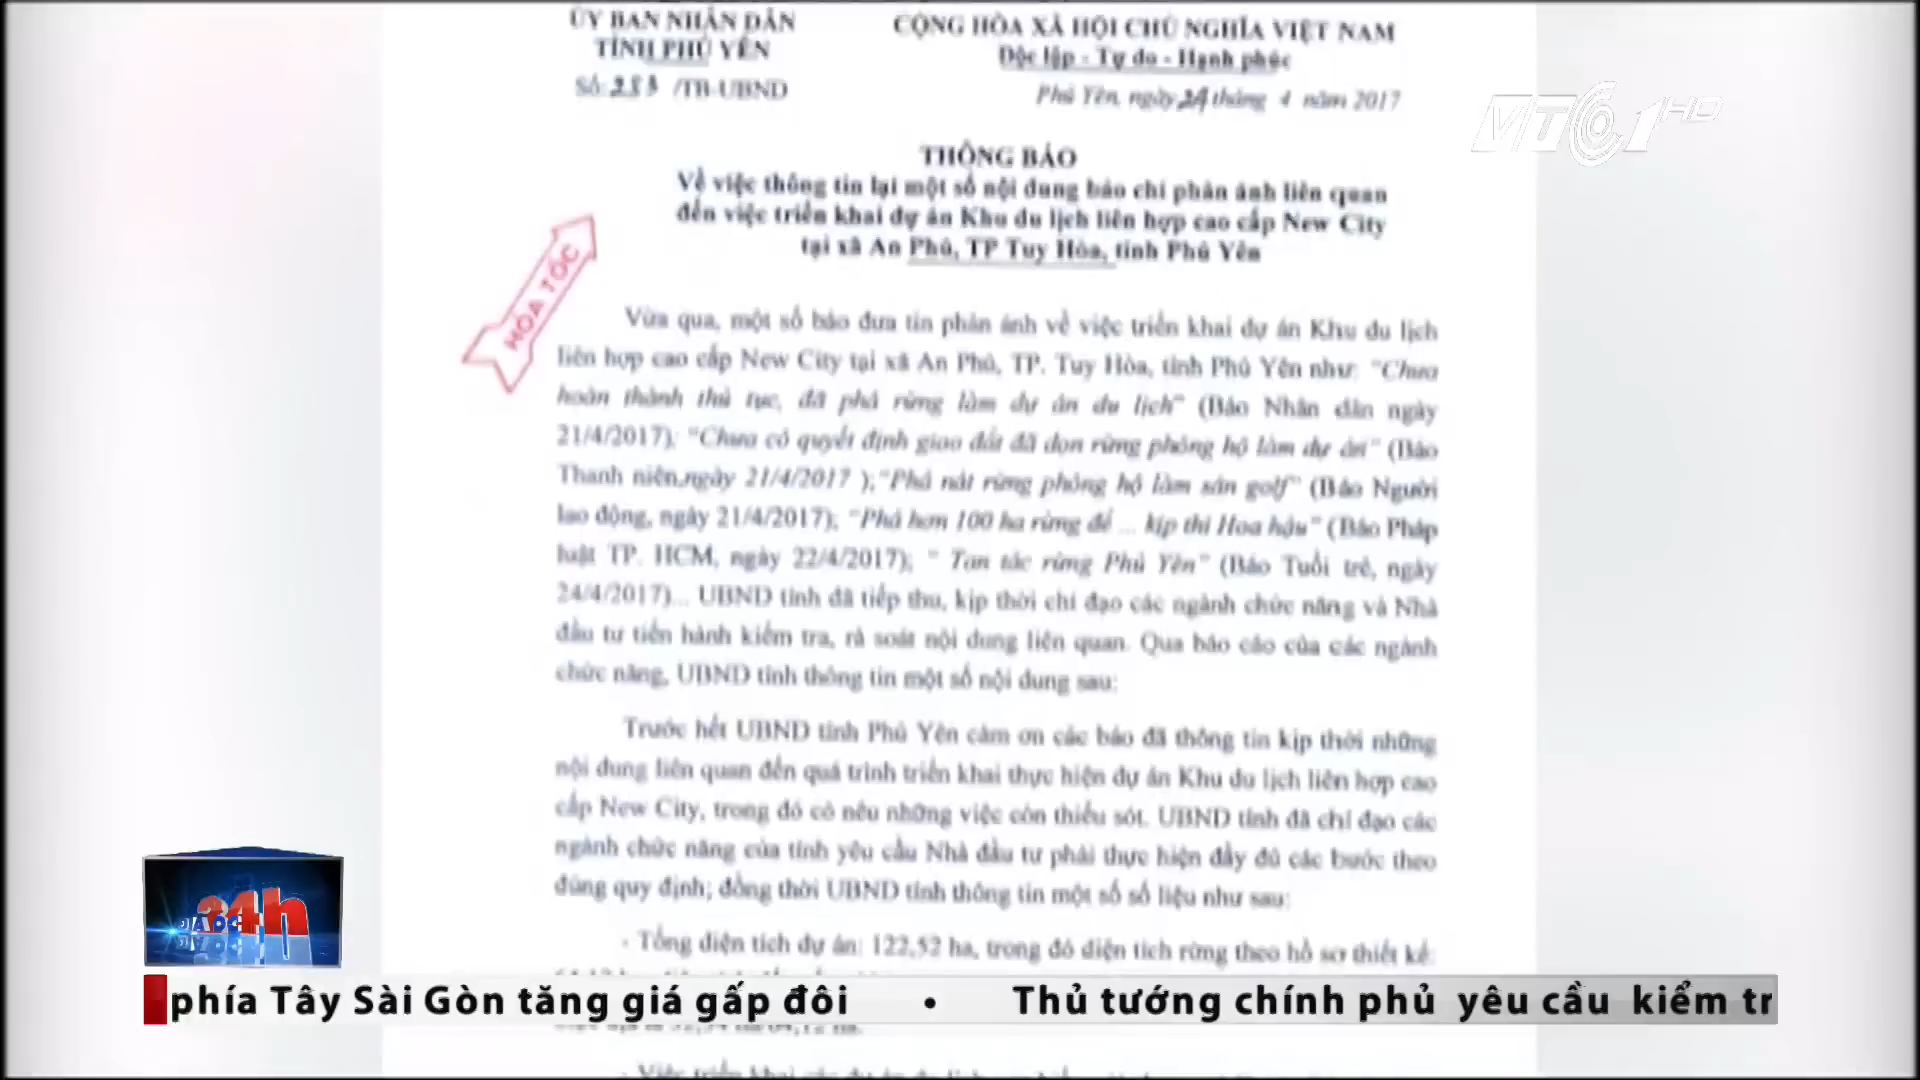 ỦY BAN NHÂN DÂN
TỈNH PHÚ YÊN
CỘNG HÒA XÃ HỘI CHỦ NGHĨA VIỆT NAM
Độc lập - Tự do - Hạnh phúc
Số: 253 /TB-UBND
Phú Yên, ngày tháng 4 năm 2017
VTC1 HD
THÔNG BÁO
Về việc thông tin lại một số nội dung báo chí phản ánh liên quan
đến việc triển khai dự án Khu du lịch liên hợp cao cấp New City
tại xã An Phú, TP Tuy Hòa, tỉnh Phú Yên
HỎA TỐC
Vừa qua, một số báo đưa tin phản ánh về việc triển khai dự án Khu du lịch
liên hợp cao cấp New City tại xã An Phú, TP. Tuy Hòa, tỉnh Phú Yên như: "Chưa
hoàn thành thủ tục, đã phá rừng làm dự án du lịch" (Báo Nhân dân ngày
21/4/2017); "Chưa có quyết định giao đất đã dọn rừng phòng hộ làm dự án" (Báo
Thanh niên,ngày 21/4/2017 );"Phá nát rừng phòng hộ làm sân golf" (Báo Người
lao động, ngày 21/4/2017); "Phá hơn 100 ha rừng để ... kịp thi Hoa hậu" (Báo Pháp
luật TP. HCM, ngày 22/4/2017); " Tan tác rừng Phú Yên" (Báo Tuổi trẻ, ngày
24/4/2017)... UBND tỉnh đã tiếp thu, kịp thời chỉ đạo các ngành chức năng và Nhà
đầu tư tiến hành kiểm tra, rà soát nội dung liên quan. Qua báo cáo của các ngành
chức năng, UBND tỉnh thông tin một số nội dung sau:
Trước hết UBND tỉnh Phú Yên cảm ơn các báo đã thông tin kịp thời những
nội dung liên quan đến quá trình triển khai thực hiện dự án Khu du lịch liên hợp cao
cấp New City, trong đó có nêu những việc còn thiếu sót. UBND tỉnh đã chỉ đạo các
ngành chức năng của tỉnh yêu cầu Nhà đầu tư phải thực hiện đầy đủ các bước theo
đúng quy định; đồng thời UBND tỉnh thông tin một số số liệu như sau:
- Tổng diện tích dự án: 122,52 ha, trong đó diện tích rừng theo hồ sơ thiết kế:
ĐỊA ỐC 24h
phía Tây Sài Gòn tăng giá gấp đôi • Thủ tướng chính phủ yêu cầu kiểm tr